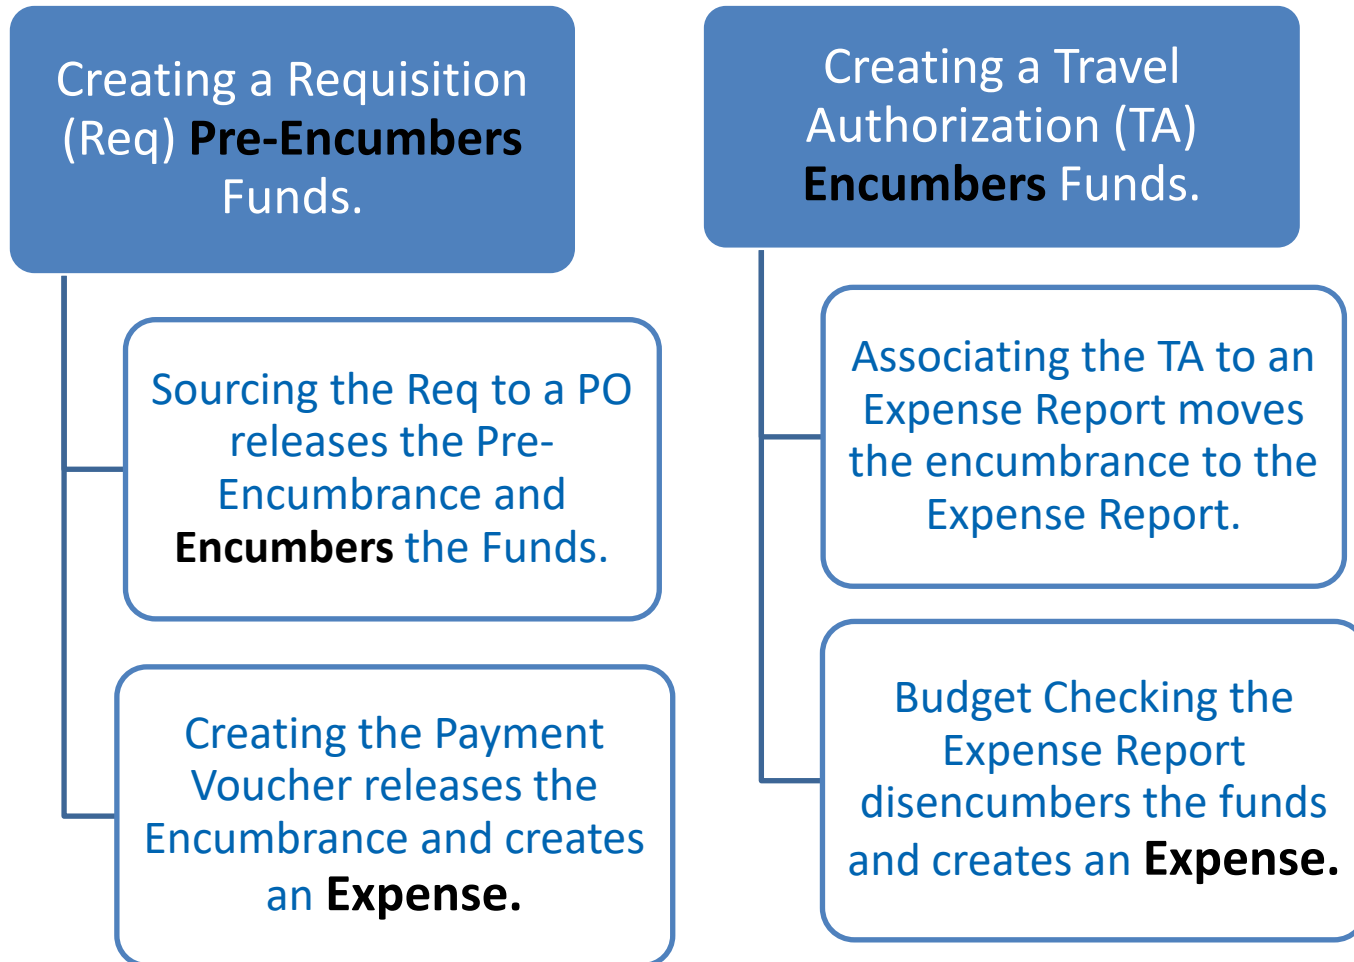 Creating a Requisition
(Req) Pre-Encumbers
Funds.
Sourcing the Req to a PO
releases the Pre-
Encumbrance and
Encumbers the Funds.
Creating the Payment
Voucher releases the
Encumbrance and creates
an Expense.
Creating a Travel
Authorization (TA)
Encumbers Funds.
Associating the TA to an
Expense Report moves
the encumbrance to the
Expense Report.
Budget Checking the
Expense Report
disencumbers the funds
and creates an Expense.